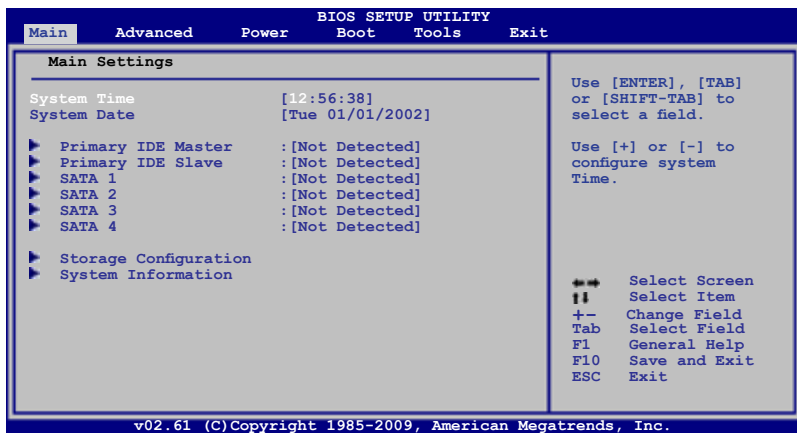 BIOS SETUP UTILITY
Main Advanced Power Boot Tools Exit
Main Settings
System Time [12:56:38]
System Date [Tue 01/01/2002]
Primary IDE Master :[Not Detected]
Primary IDE Slave :[Not Detected]
SATA 1 :[Not Detected]
SATA 2 :[Not Detected]
SATA 3 :[Not Detected]
SATA 4 :[Not Detected]
Storage Configuration
System Information
Use [ENTER], [TAB]
or [SHIFT-TAB] to
select a field.
Use [+] or [-] to
configure system
Time.
←→ Select Screen
↑↓ Select Item
+- Change Field
Tab Select Field
F1 General Help
F10 Save and Exit
ESC Exit
v02.61 (C)Copyright 1985-2009, American Megatrends, Inc.